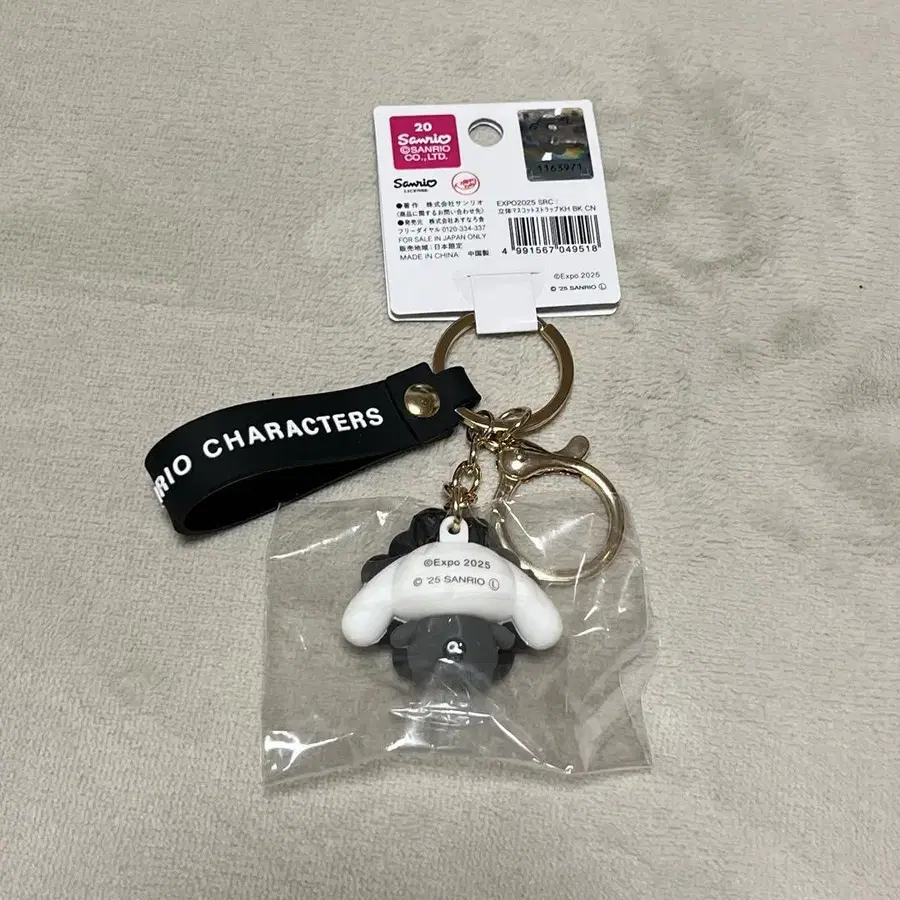 20
Sanrio
©SANRIO
CO.,LTD.
Sanrio
LICENSE
1163971
●著作 株式会社サンリオ
(商品に関するお問い合わせ先)
●発売元 株式会社あすなろ舎
フリーダイヤル 0120-334-337
FOR SALE IN JAPAN ONLY
販売地域:日本限定
MADE IN CHINA 中国製
EXPO2025 SRC:
立体マスコットストラップKH BK CN
4 991567 049518
©Expo 2025
© '25 SANRIO Ⓛ
RIO CHARACTERS
©Expo 2025
© '25 SANRIO Ⓛ